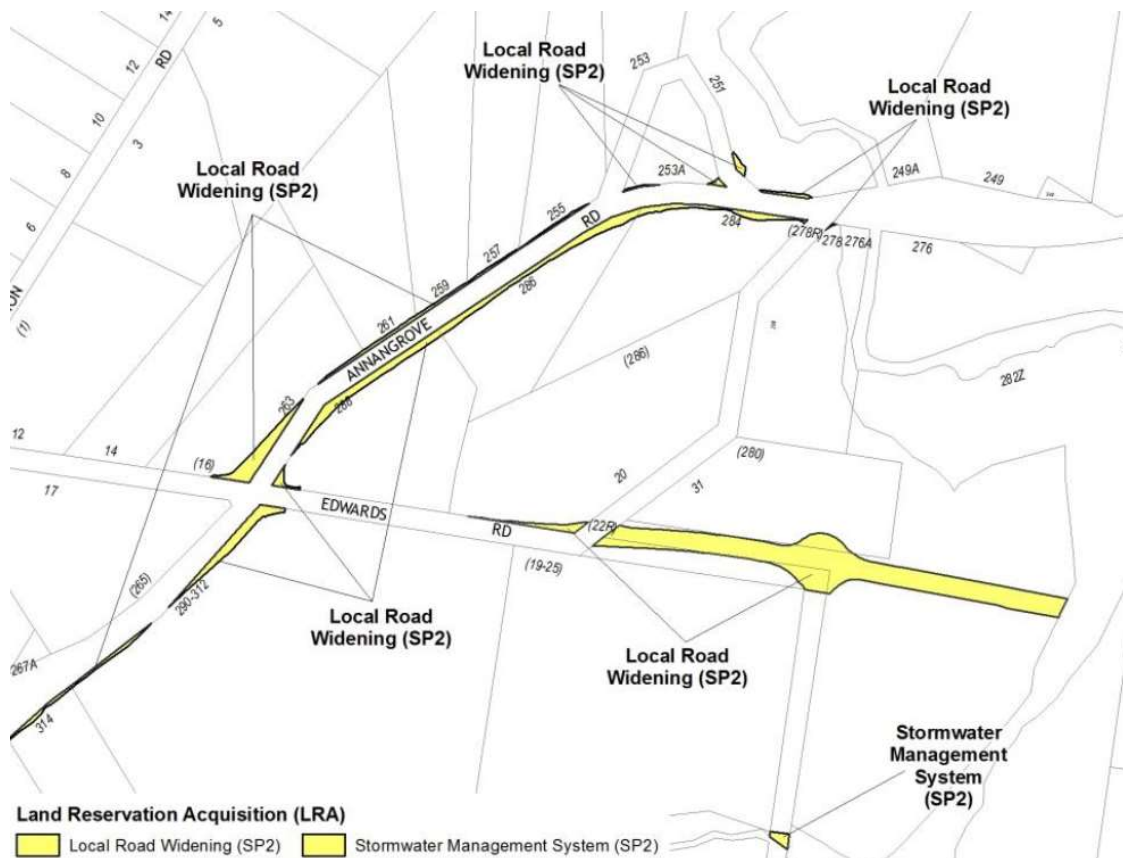 14
12
10
8
6
RD
5
3
ON
(1)
Local Road
Widening (SP2)
Local Road
Widening (SP2)
Local Road
Widening (SP2)
253
251
253A
249A
249
255
257
259
261
263
RD
ANNANGROVE
284
286
288
(278R)
278
276A
276
282Z
(286)
(280)
12
14
(16)
17
EDWARDS
RD
20
31
(22R)
(19-25)
(265)
290-312
267A
314
Local Road
Widening (SP2)
Local Road
Widening (SP2)
Stormwater
Management
System
(SP2)
Land Reservation Acquisition (LRA)
Local Road Widening (SP2) Stormwater Management System (SP2)